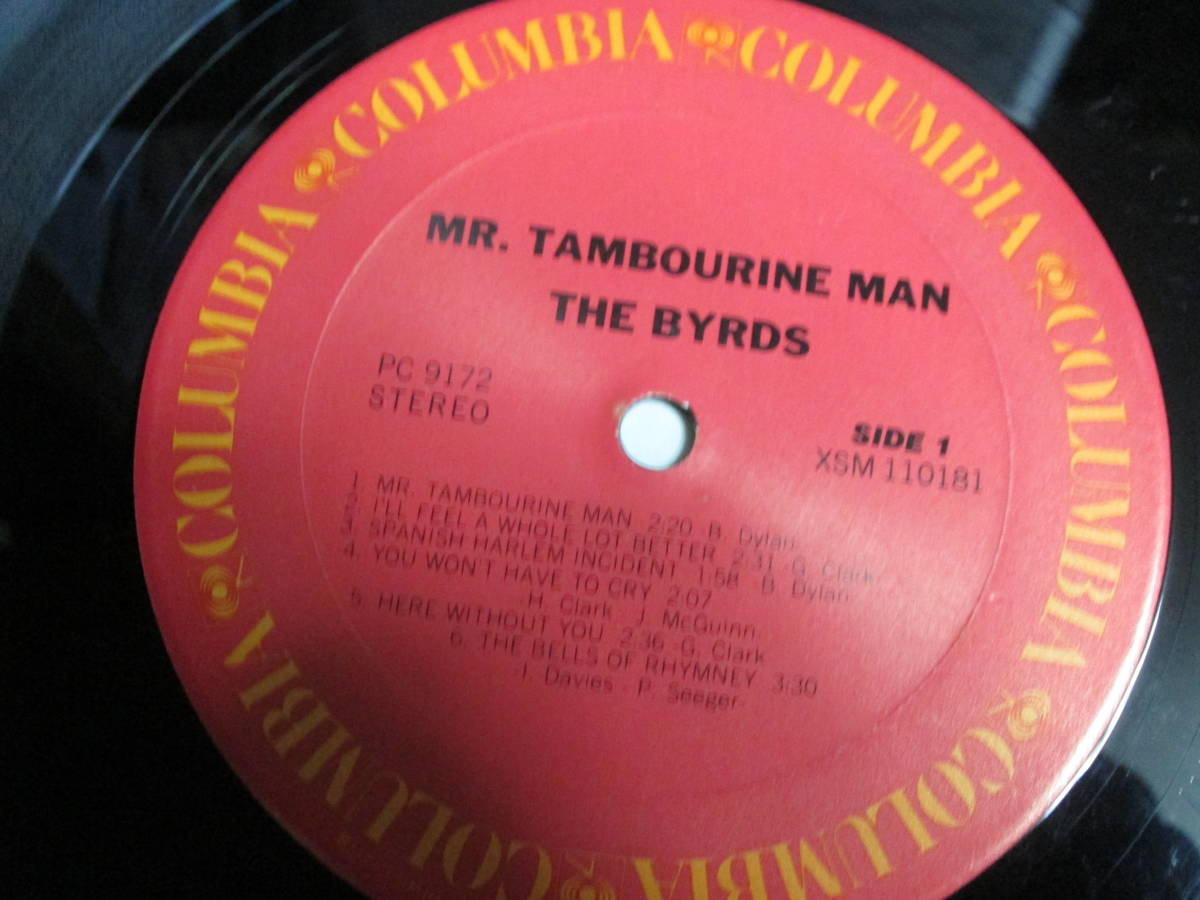 COLUMBIA COLUMBIA COLUMBIA COLUMBIA COLUMBIA COLUMBIA COLUMBIA COLUMBIA COLUMBIA
MR. TAMBOURINE MAN
THE BYRDS
PC 9172
STEREO
SIDE 1
XSM 110181
1. MR. TAMBOURINE MAN 2:20 -B. Dylan-
2. I'LL FEEL A WHOLE LOT BETTER 2:31 -G. Clark-
3. SPANISH HARLEM INCIDENT 1:58 -B. Dylan-
4. YOU WON'T HAVE TO CRY 2:07
H. Clark - J. McGuinn-
5. HERE WITHOUT YOU 2:36 -G. Clark-
6. THE BELLS OF RHYMNEY 3:30
-I. Davies - P. Seeger-